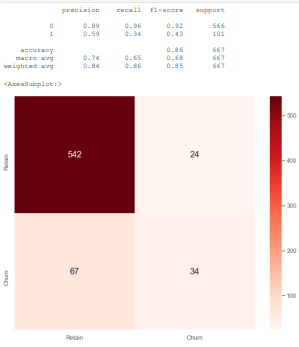 precision recall f1-score support
0 0.89 0.96 0.92 566
1 0.59 0.34 0.43 101
accuracy 0.86 667
macro avg 0.74 0.65 0.68 667
weighted avg 0.84 0.86 0.85 667
<AxesSubplot:>
Retain 542 24
Churn 67 34
Retain Churn
500
400
300
200
100